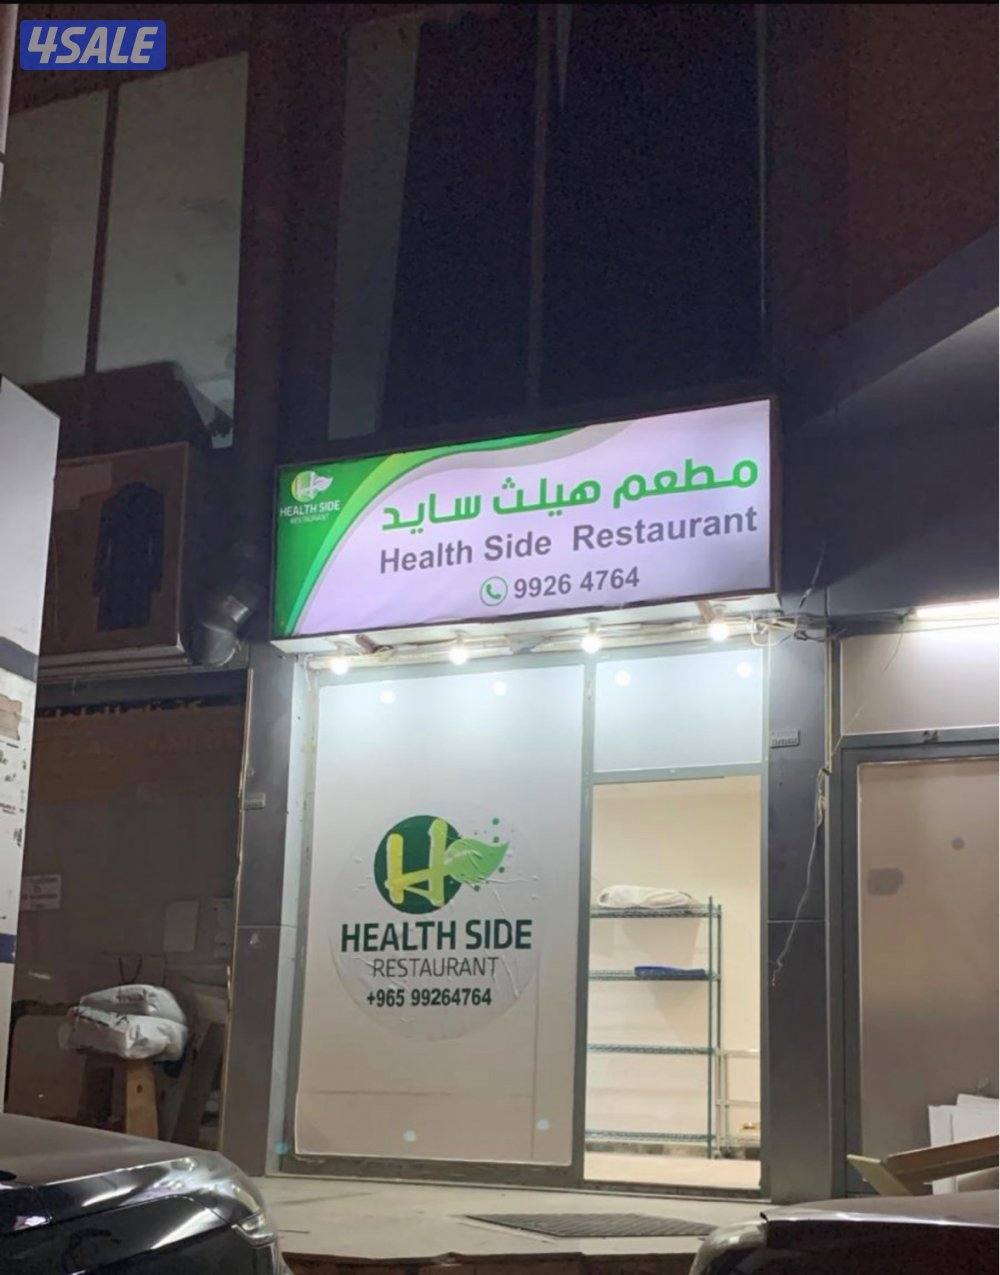 4SALE
HEALTH SIDE
RESTAURANT
مطعم هيلث سايد
Health Side Restaurant
9926 4764
HEALTH SIDE
RESTAURANT
+965 99264764